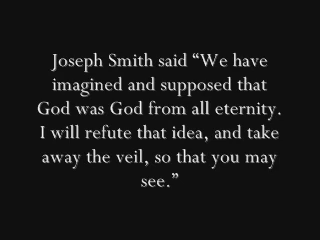 Joseph Smith said “We have
imagined and supposed that
God was God from all eternity.
I will refute that idea, and take
away the veil, so that you may
see.”